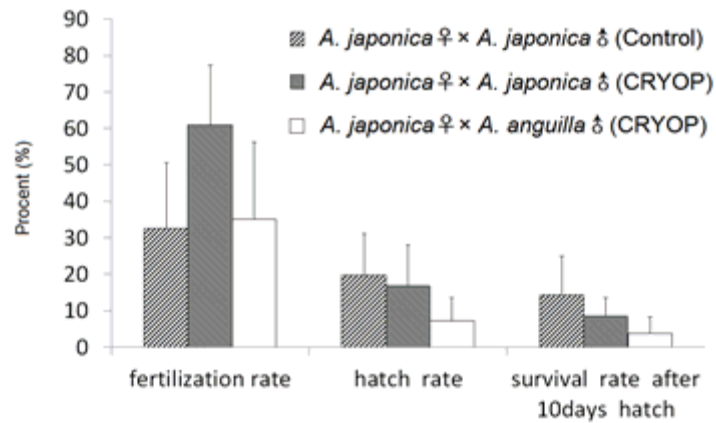 90
80
70
60
50
40
30
20
10
0
Procent (%)
A. japonica ♀ × A. japonica ♂ (Control)
A. japonica ♀ × A. japonica ♂ (CRYOP)
A. japonica ♀ × A. anguilla ♂ (CRYOP)
fertilization rate
hatch rate
survival rate after
10days hatch